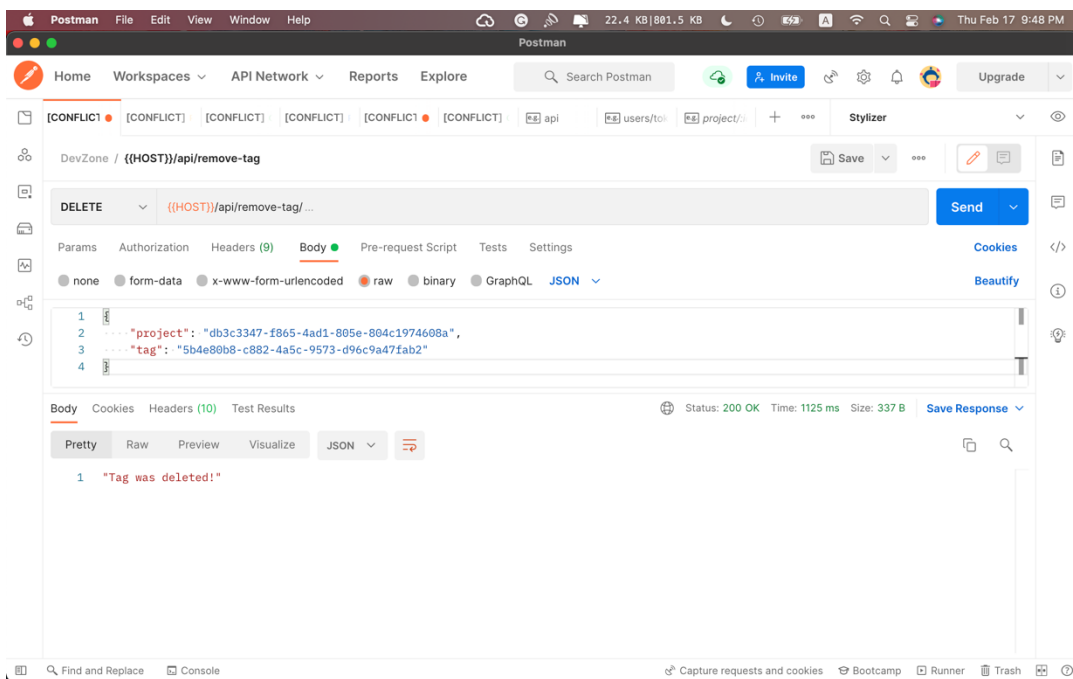 Postman File Edit View Window Help 22.4 KB|801.5 KB A Thu Feb 17 9:48 PM
Postman
Home Workspaces API Network Reports Explore Search Postman Invite Upgrade
[CONFLICT [CONFLICT] [CONFLICT] [CONFLICT] [CONFLICT [CONFLICT] e.g. api e.g. users/tok e.g. project/ Stylizer
DevZone / {{HOST}}/api/remove-tag Save
DELETE {{HOST}}/api/remove-tag/ ... Send
Params Authorization Headers (9) Body Pre-request Script Tests Settings Cookies
none form-data x-www-form-urlencoded raw binary GraphQL JSON Beautify
1 {
2 "project": "db3c3347-f865-4ad1-805e-804c1974608a",
3 "tag": "5b4e80b8-c882-4a5c-9573-d96c9a47fab2"
4 }
Body Cookies Headers (10) Test Results Status: 200 OK Time: 1125 ms Size: 337 B Save Response
Pretty Raw Preview Visualize JSON
1 "Tag was deleted!"
Find and Replace Console Capture requests and cookies Bootcamp Runner Trash